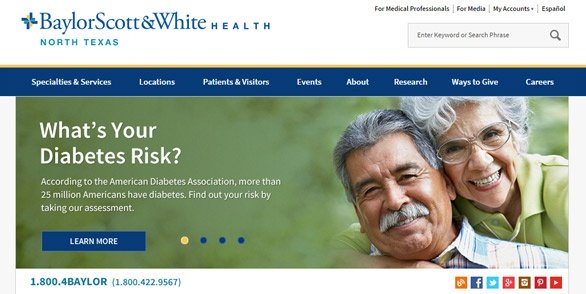 For Medical Professionals | For Media | My Accounts + | Español
BaylorScott&White HEALTH
NORTH TEXAS
Enter Keyword or Search Phrase
Specialties & Services Locations Patients & Visitors Events About Research Ways to Give Careers
What's Your
Diabetes Risk?
According to the American Diabetes Association, more than
25 million Americans have diabetes. Find out your risk by
taking our assessment.
LEARN MORE
1.800.4BAYLOR (1.800.422.9567)